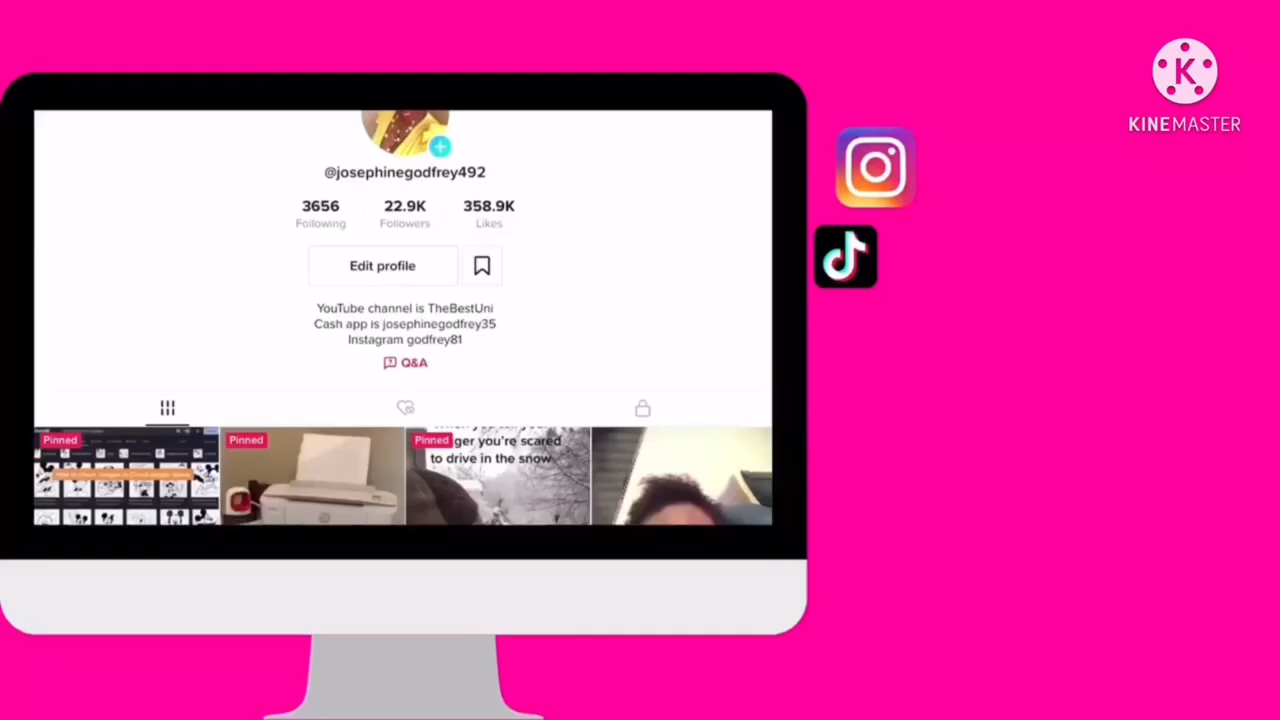 KINEMASTER
@josephinegodfrey492
3656 22.9K 358.9K
Following Followers Likes
Edit profile
YouTube channel is TheBestUni
Cash app is josephinegodfrey35
Instagram godfrey81
Q&A
Pinned Pinned Pinned
you're scared
to drive in the snow